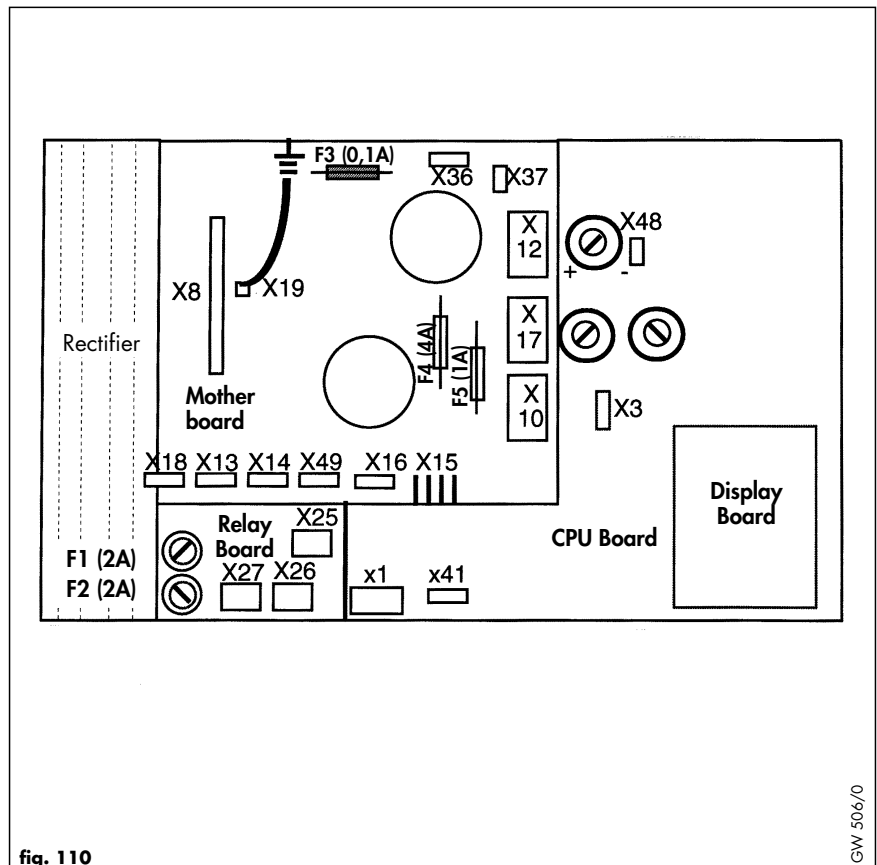 F3 (0,1A)
X36
X37
X
12
X48
+ -
X8
X19
X
17
Rectifier
F4 (4A)
F5 (1A)
Mother
board
X
10
X3
X18 X13 X14 X49 X16 X15
Display
Board
Relay
Board
X25
CPU Board
F1 (2A)
F2 (2A)
X27 X26
x1
x41
GW 506/0
fig. 110